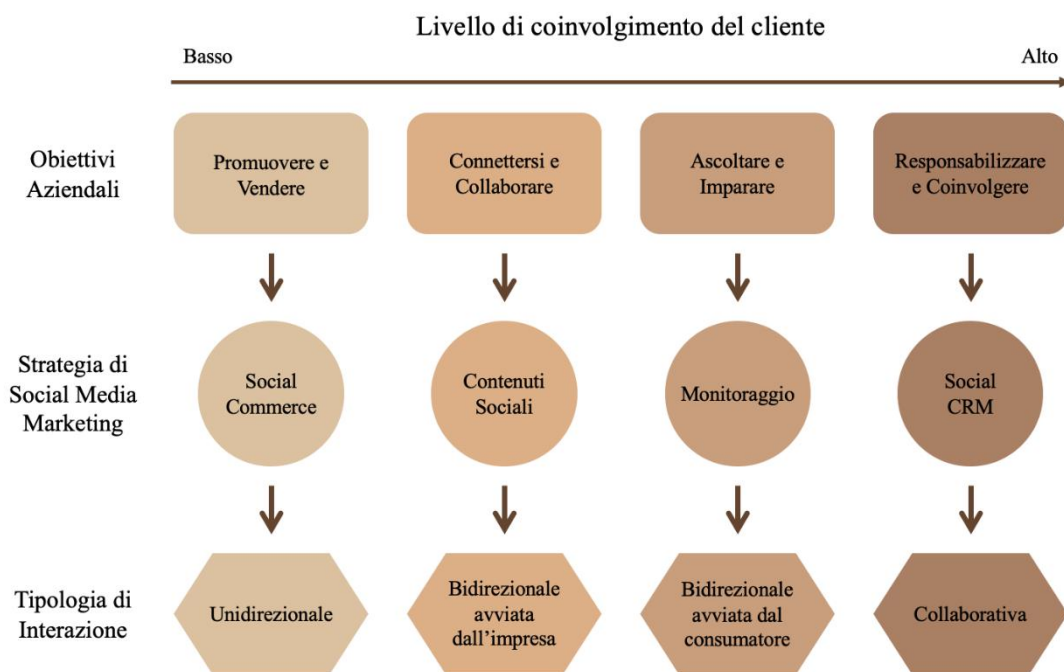 Livello di coinvolgimento del cliente
Basso
Alto
Obiettivi
Aziendali
Promuovere e
Vendere
Connettersi e
Collaborare
Ascoltare e
Imparare
Responsabilizzare
e Coinvolgere
Strategia di
Social Media
Marketing
Social
Commerce
Contenuti
Sociali
Monitoraggio
Social
CRM
Tipologia di
Interazione
Unidirezionale
Bidirezionale
avviata
dall’impresa
Bidirezionale
avviata dal
consumatore
Collaborativa